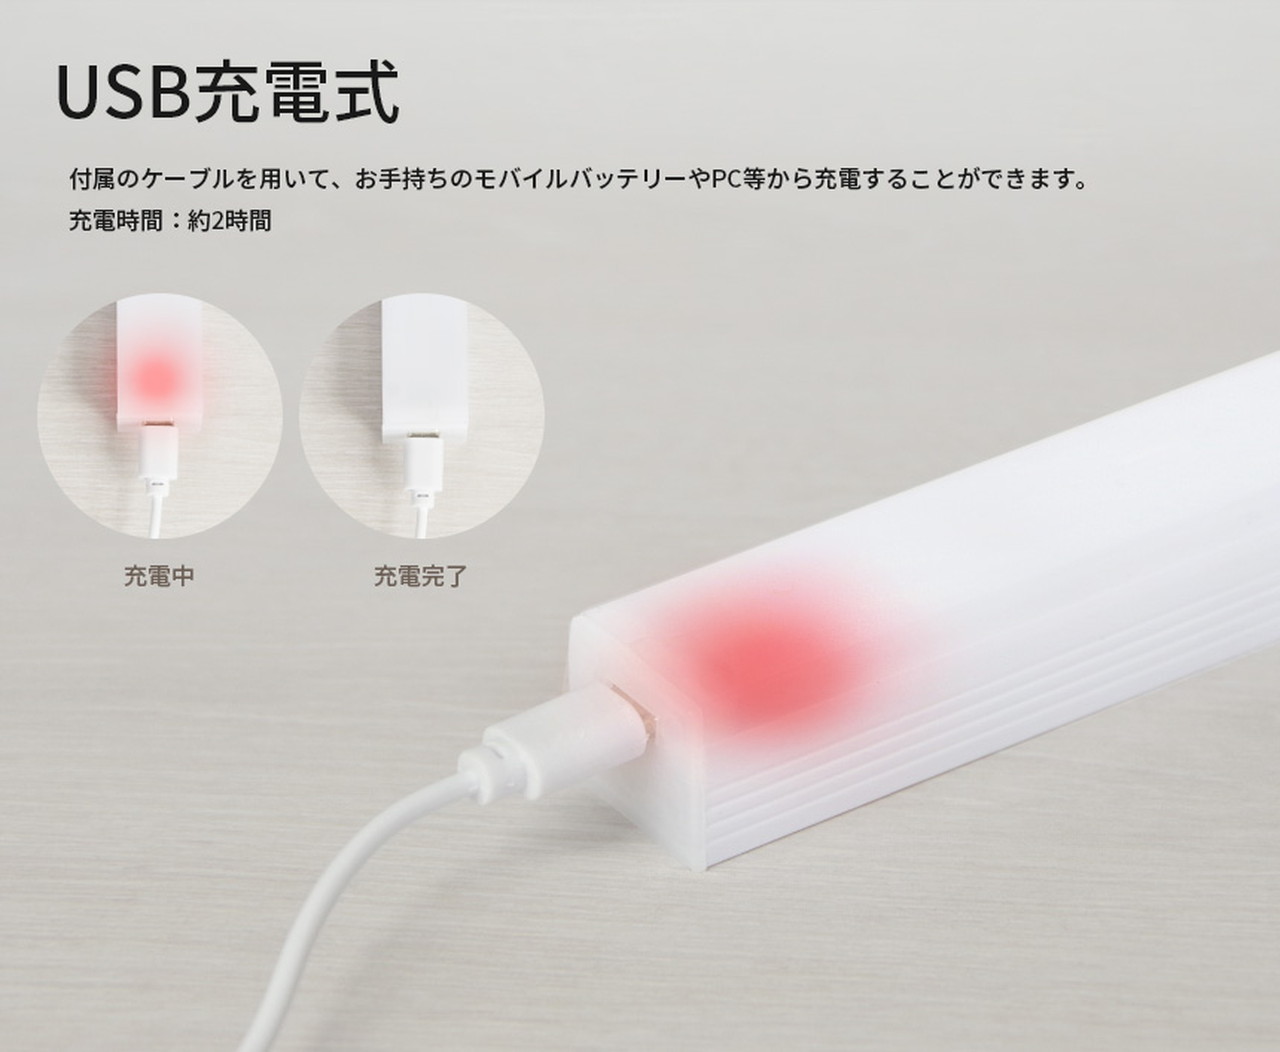 USB充電式
付属のケーブルを用いて、お手持ちのモバイルバッテリーやPC等から充電することができます。
充電時間：約2時間
充電中
充電完了